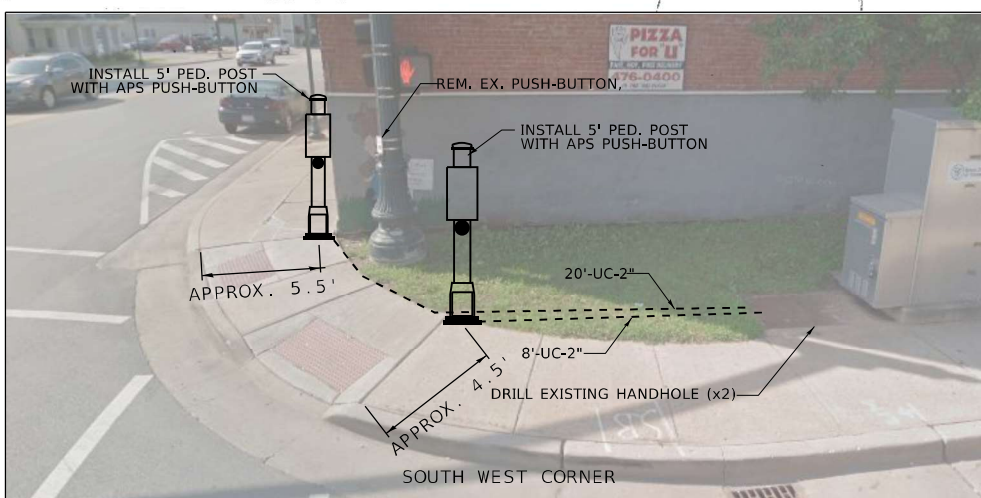 PIZZA
FOR "U"
476-0400
INSTALL 5' PED. POST
WITH APS PUSH-BUTTON
REM. EX. PUSH-BUTTON,
INSTALL 5' PED. POST
WITH APS PUSH-BUTTON
20'-UC-2"
APPROX. 5.5'
8'-UC-2"
APPROX. 4.5'
DRILL EXISTING HANDHOLE (x2)
SOUTH WEST CORNER